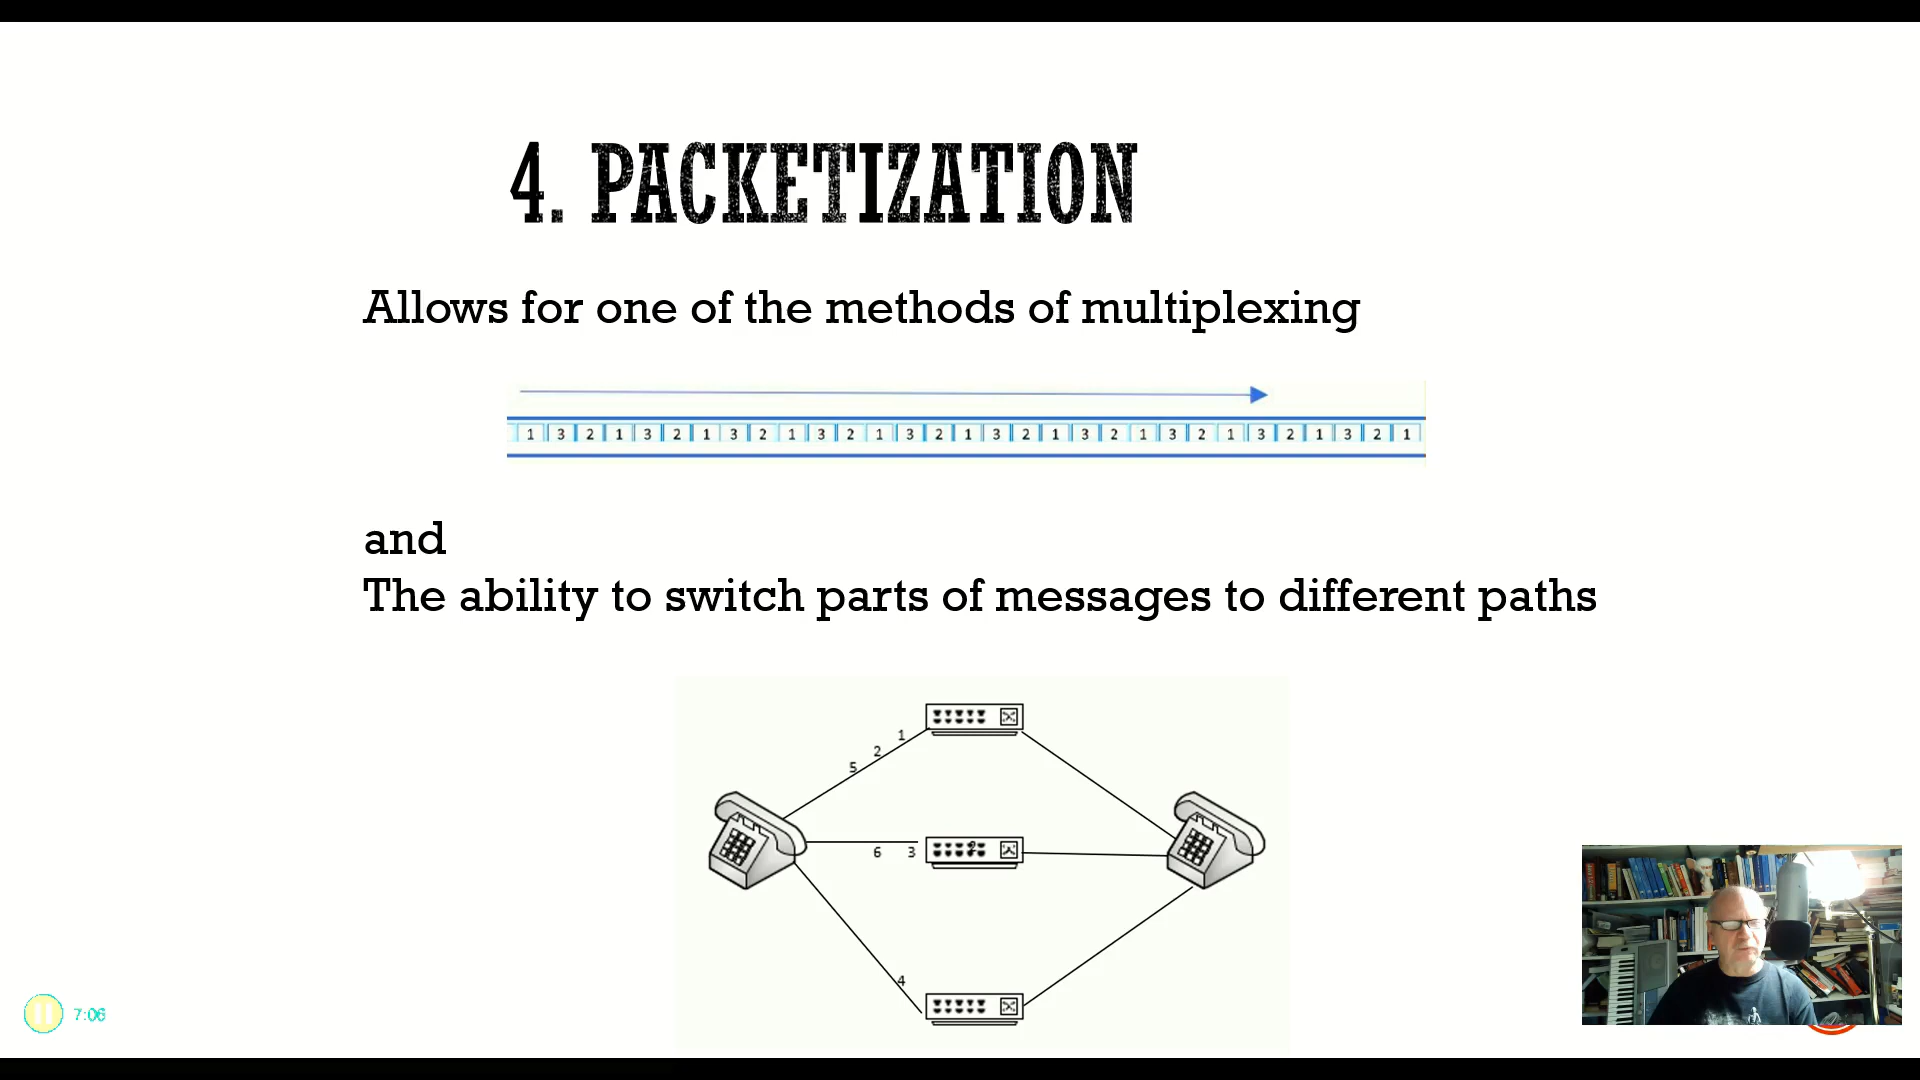 4. PACKETIZATION
Allows for one of the methods of multiplexing
1 3 2 1 3 2 1 3 2 1 3 2 1 3 2 1 3 2 1 3 2 1 3 2 1 3 2 1 3 2 1
and
The ability to switch parts of messages to different paths
1
2
5
6 3
4
7:06